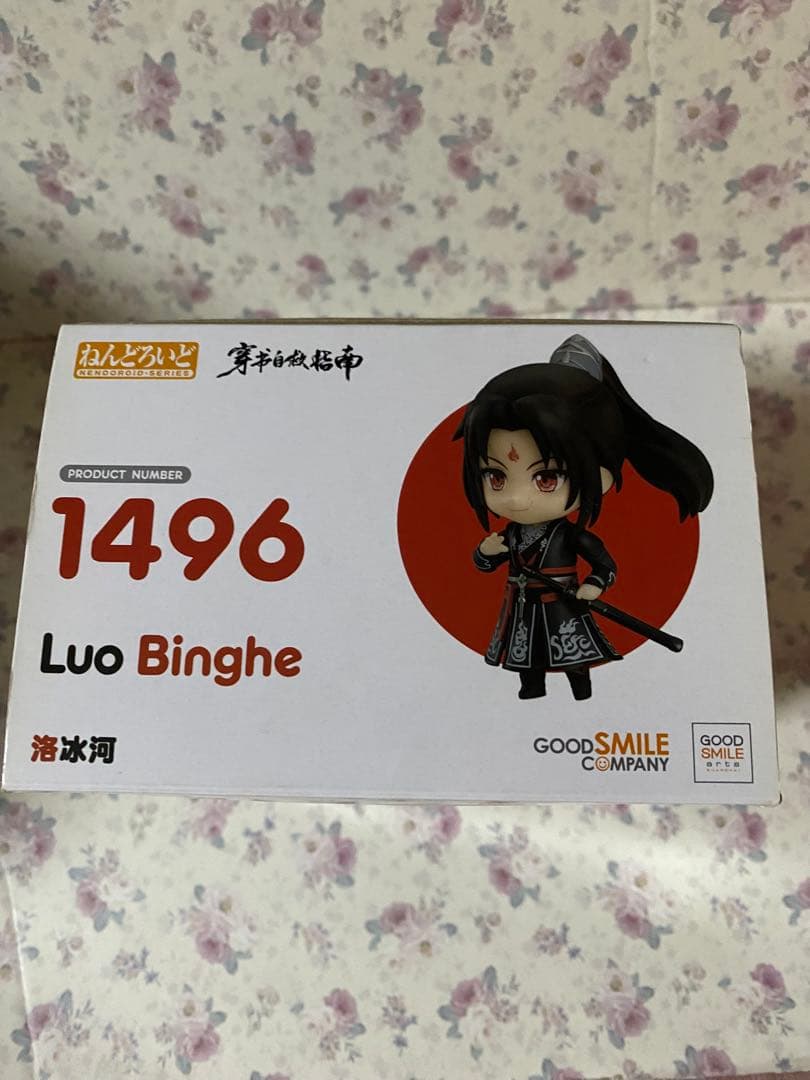 ねんどろいど
NENDOROID-SERIES
穿书自救指南
PRODUCT NUMBER
1496
Luo Binghe
洛冰河
GOOD SMILE
COMPANY
GOOD
SMILE
arts
SHANGHAI